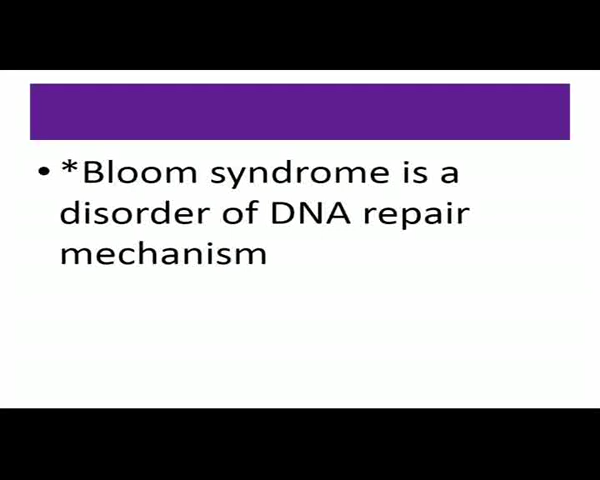 • *Bloom syndrome is a
disorder of DNA repair
mechanism